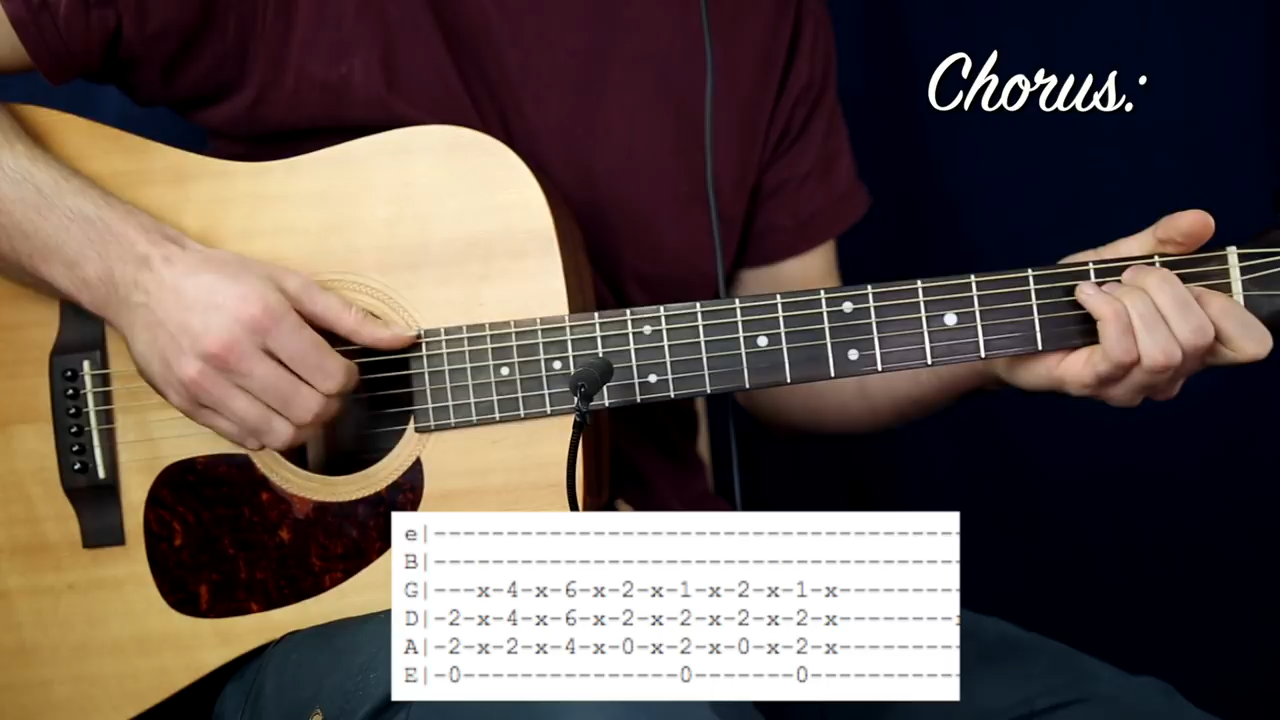 Chorus:
e|-------------------------------------
B|-------------------------------------
G|---x-4-x-6-x-2-x-1-x-2-x-1-x---------
D|-2-x-4-x-6-x-2-x-2-x-2-x-2-x--------
A|-2-x-2-x-4-x-0-x-2-x-0-x-2-x---------
E|-0---------------0-------0-----------